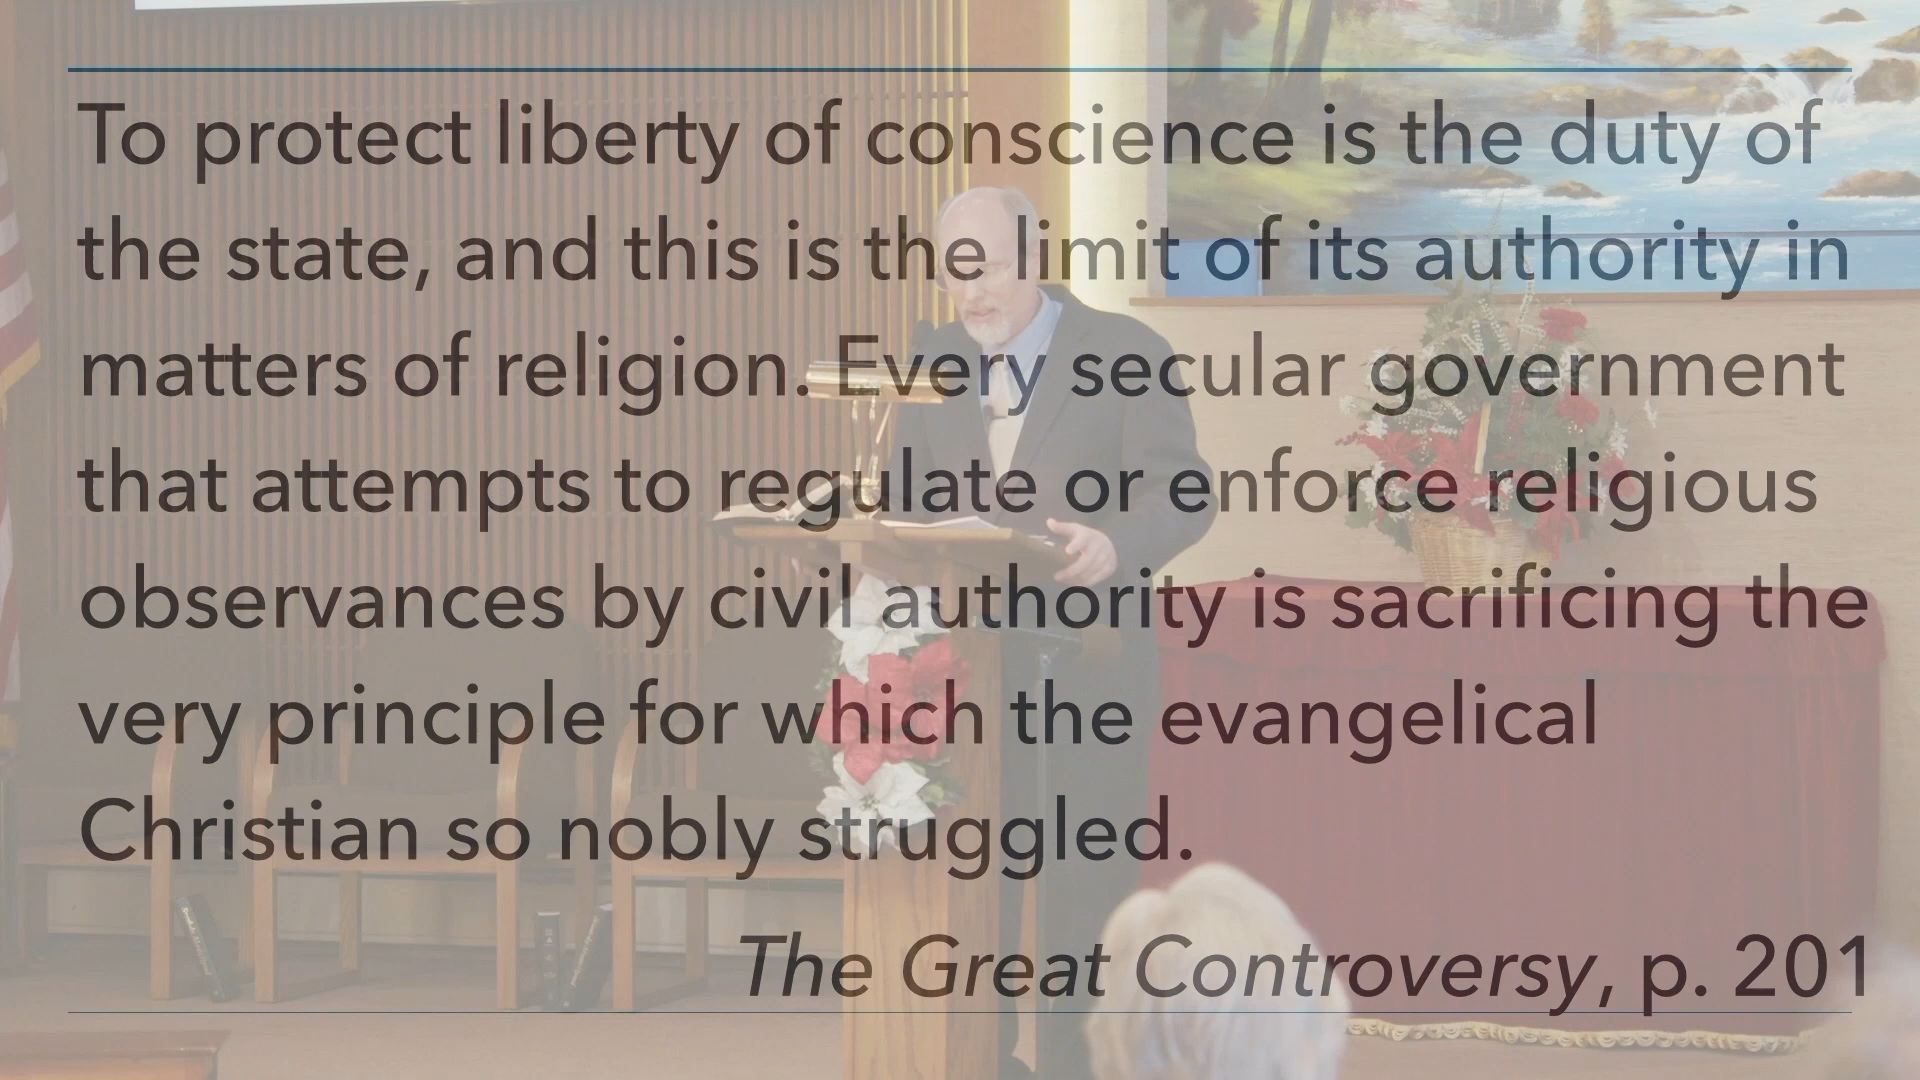 To protect liberty of conscience is the duty of
the state, and this is the limit of its authority in
matters of religion. Every secular government
that attempts to regulate or enforce religious
observances by civil authority is sacrificing the
very principle for which the evangelical
Christian so nobly struggled.
The Great Controversy, p. 201